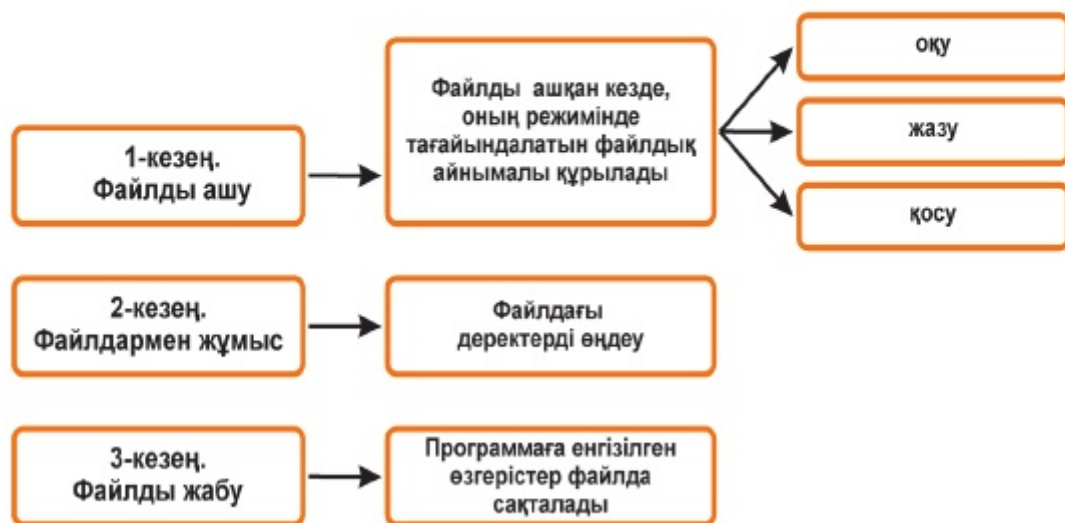 1-кезең.
Файлды ашу
Файлды ашқан кезде,
оның режимінде
тағайындалатын файлдық
айнымалы құрылады
оқу
жазу
қосу
2-кезең.
Файлдармен жұмыс
Файлдағы
деректерді өңдеу
3-кезең.
Файлды жабу
Программаға енгізілген
өзгерістер файлда
сақталады